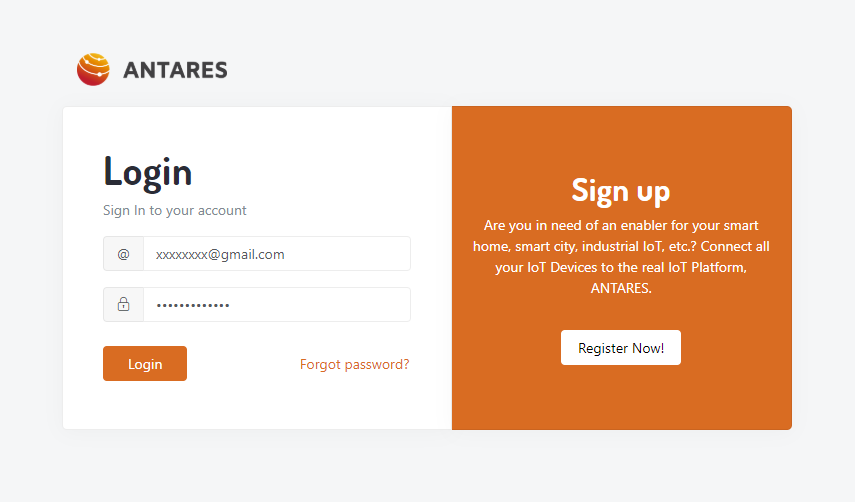 ANTARES
Login
Sign In to your account
@
xxxxxxxx@gmail.com
•••••••••••••
Login
Forgot password?
Sign up
Are you in need of an enabler for your smart
home, smart city, industrial IoT, etc.? Connect all
your IoT Devices to the real IoT Platform,
ANTARES.
Register Now!